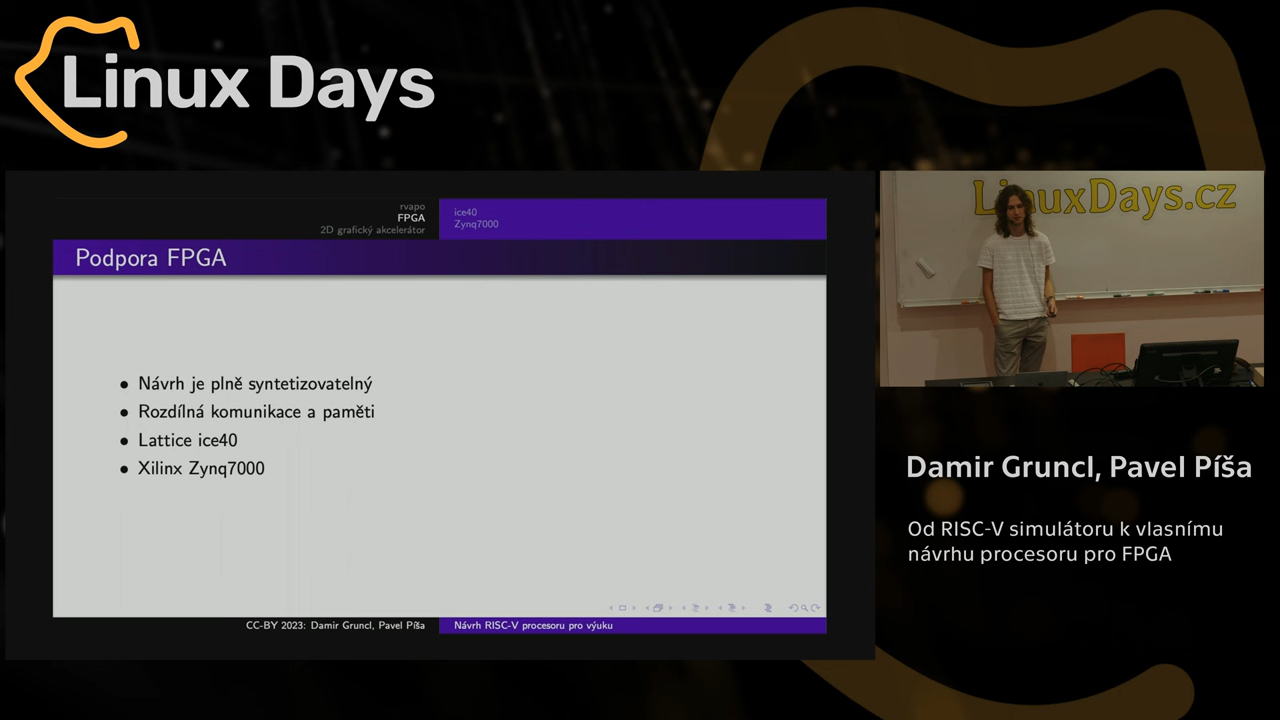 Linux Days
rvapo
FPGA
2D grafický akcelerátor
ice40
Zynq7000
Podpora FPGA
Návrh je plně syntetizovatelný
Rozdílná komunikace a paměti
Lattice ice40
Xilinx Zynq7000
CC-BY 2023: Damir Gruncl, Pavel Píša
Návrh RISC-V procesoru pro výuku
LinuxDays.cz
Damir Gruncl, Pavel Píša
Od RISC-V simulátoru k vlasnímu
návrhu procesoru pro FPGA